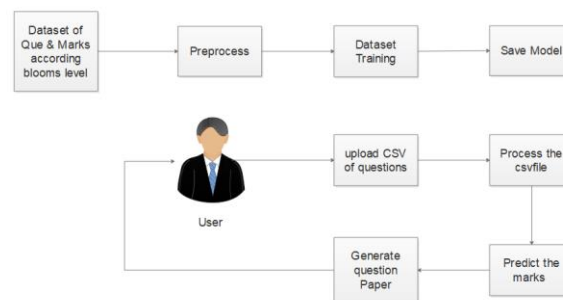 Dataset of
Que & Marks
according
blooms level
Preprocess
Dataset
Training
Save Model
User
upload CSV
of questions
Process the
csvfile
Generate
question
Paper
Predict the
marks